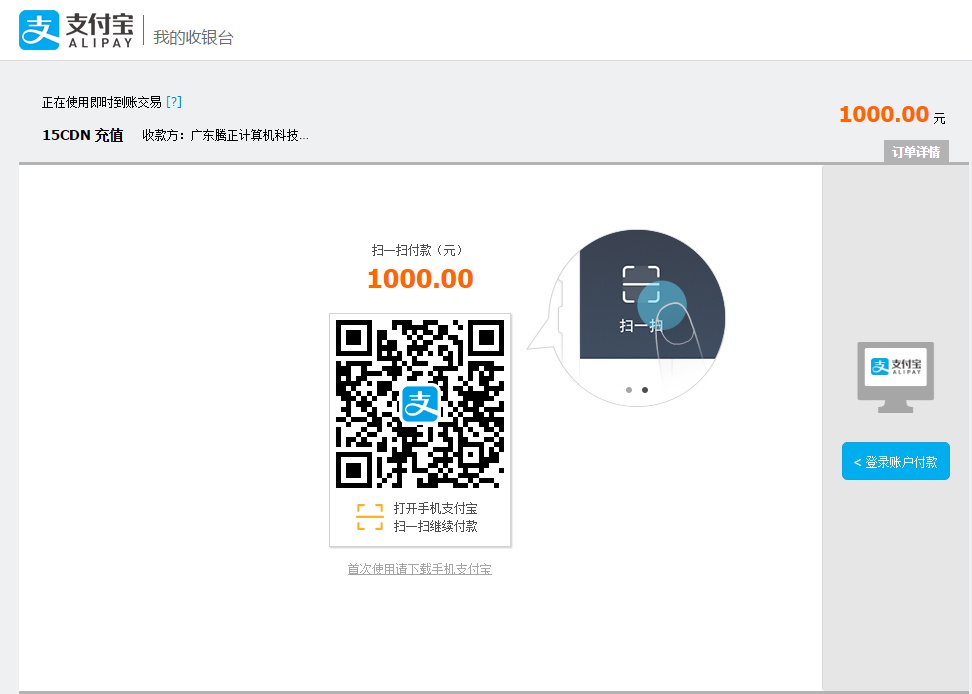 支付宝
ALIPAY
我的收银台
正在使用即时到账交易 [?]
15CDN 充值 收款方：广东腾正计算机科技...
1000.00 元
订单详情
扫一扫付款（元）
1000.00
支
扫一扫
打开手机支付宝
扫一扫继续付款
首次使用请下载手机支付宝
支付宝
ALIPAY
< 登录账户付款